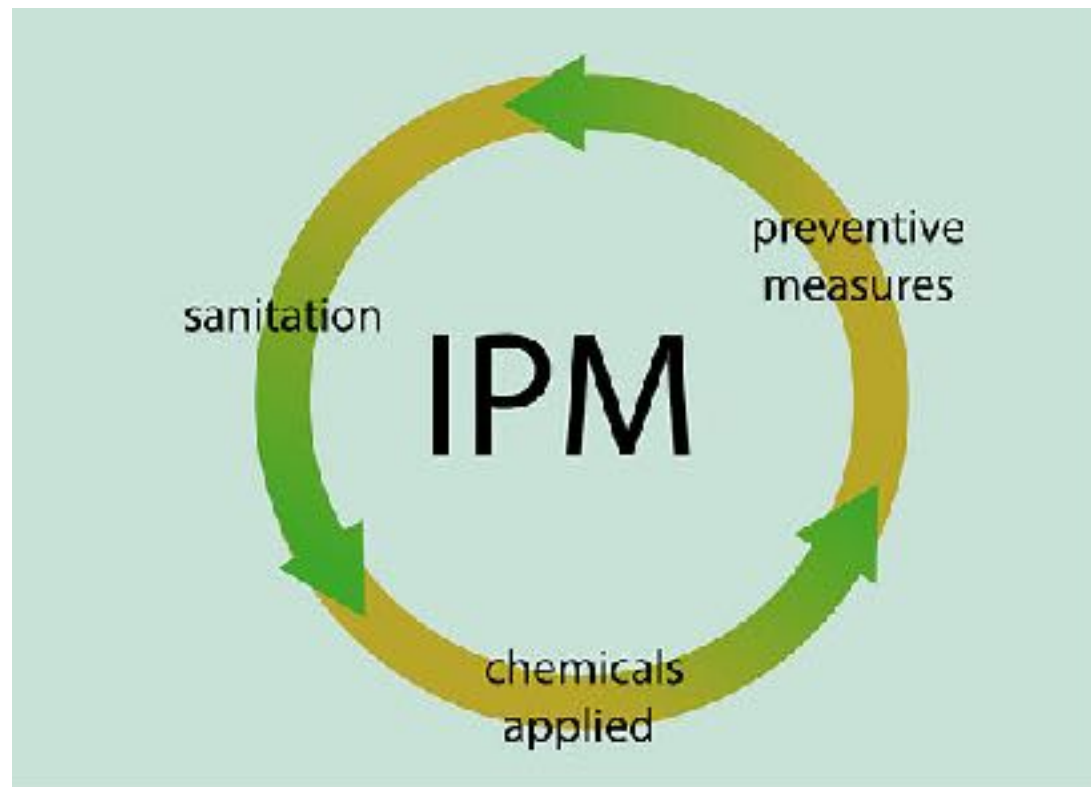 preventive
measures
sanitation
IPM
chemicals
applied